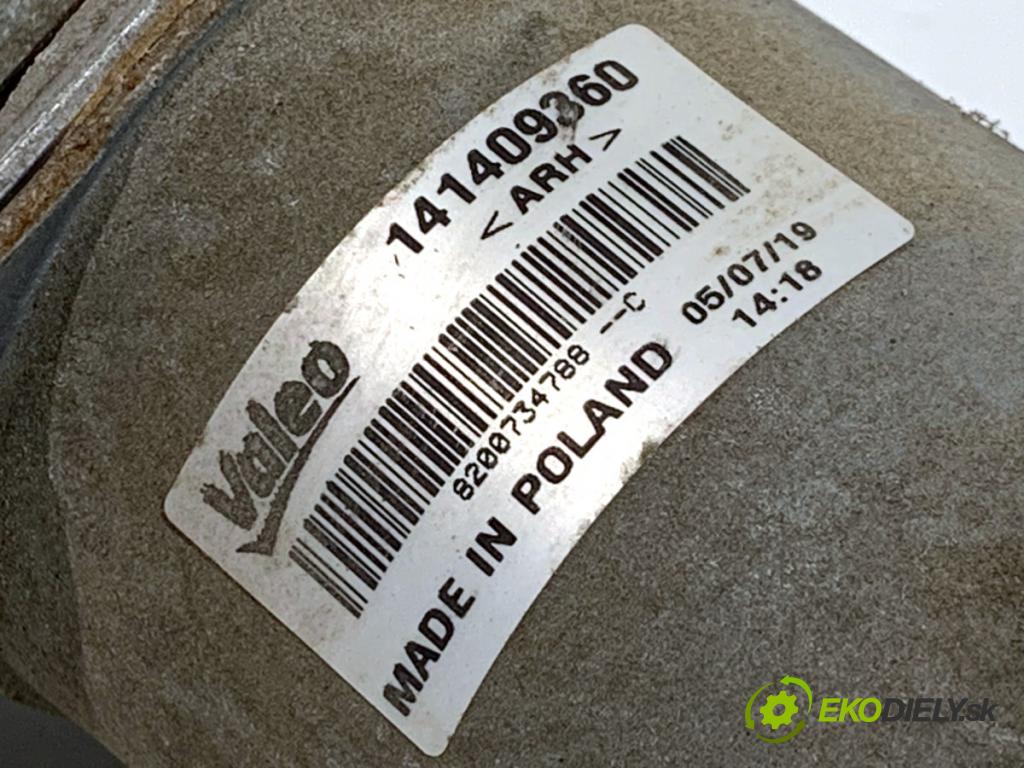 141409360
< ARH >
Valeo
8200734788 --C
05/07/19
14:18
MADE IN POLAND
EKODIELY.sk